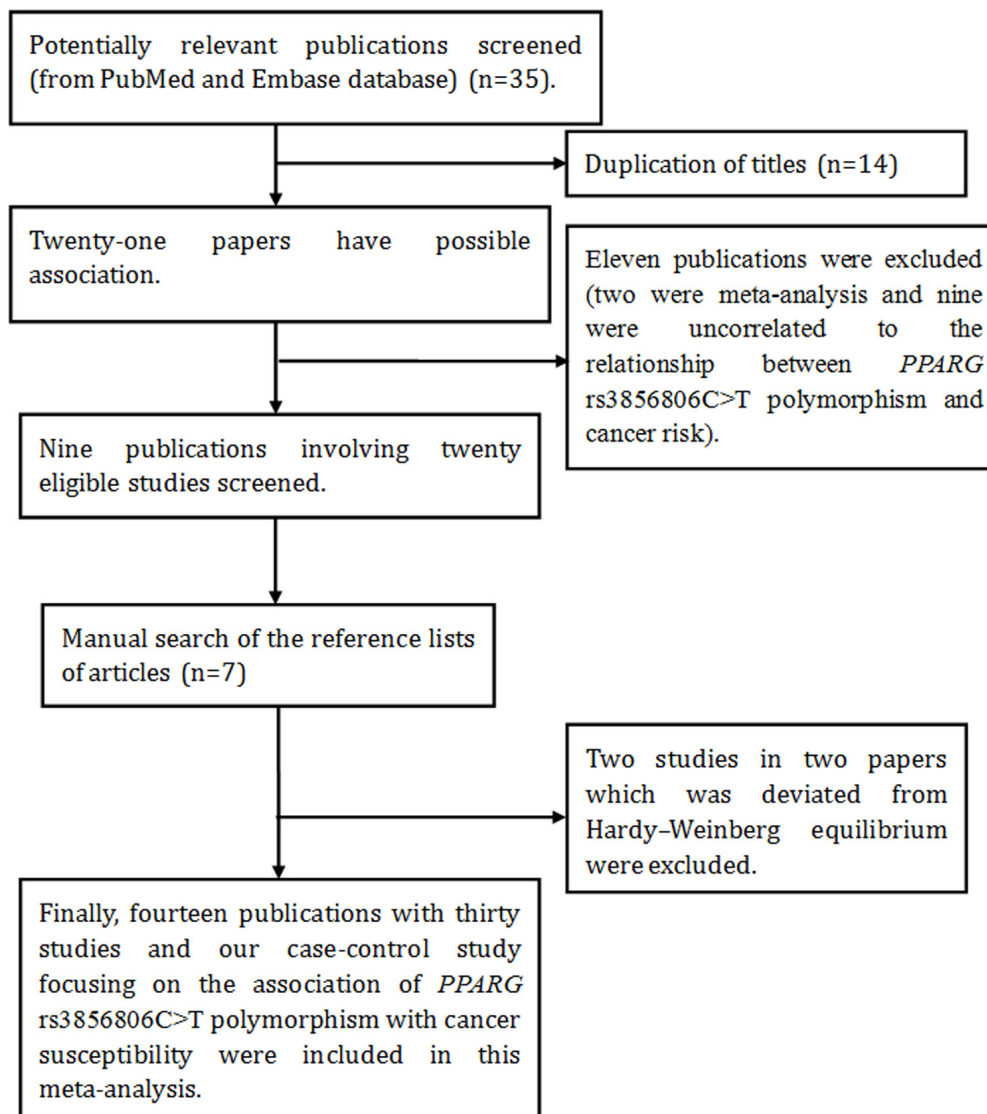 Potentially relevant publications screened
(from PubMed and Embase database) (n=35).
Duplication of titles (n=14)
Twenty-one papers have possible
association.
Eleven publications were excluded
(two were meta-analysis and nine
were uncorrelated to the
relationship between PPARG
rs3856806C>T polymorphism and
cancer risk).
Nine publications involving twenty
eligible studies screened.
Manual search of the reference lists
of articles (n=7)
Two studies in two papers
which was deviated from
Hardy–Weinberg equilibrium
were excluded.
Finally, fourteen publications with thirty
studies and our case-control study
focusing on the association of PPARG
rs3856806C>T polymorphism with cancer
susceptibility were included in this
meta-analysis.